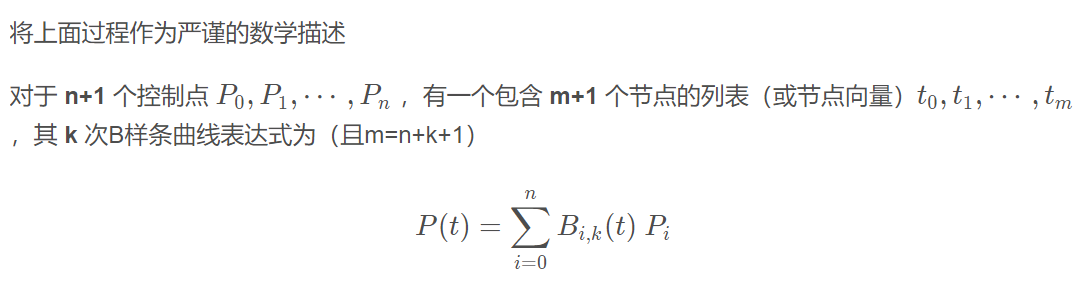 将上面过程作为严谨的数学描述
对于 n+1 个控制点 P_0, P_1, ⋯ , P_n ，有一个包含 m+1 个节点的列表（或节点向量）t_0, t_1, ⋯ , t_m
，其 k 次B样条曲线表达式为（且m=n+k+1）
P(t) = \sum_{i=0}^{n} B_{i,k}(t) P_i